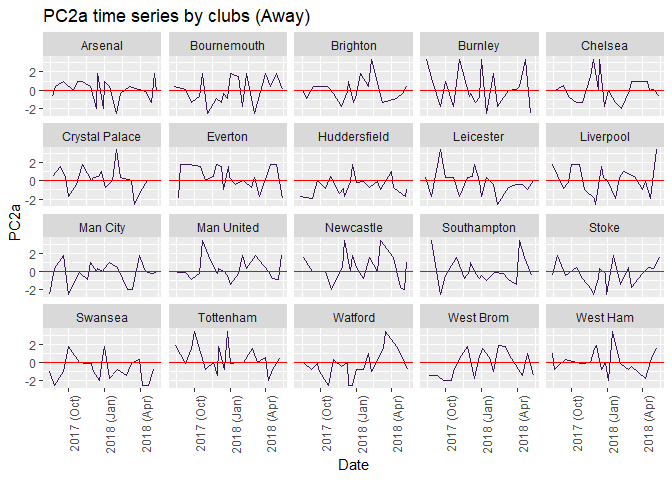 PC2a time series by clubs (Away)
Arsenal Bournemouth Brighton Burnley Chelsea
2
0
-2
Crystal Palace Everton Huddersfield Leicester Liverpool
2
0
-2
Man City Man United Newcastle Southampton Stoke
2
0
-2
Swansea Tottenham Watford West Brom West Ham
2
0
-2
PC2a
2017 (Oct) 2018 (Jan) 2018 (Apr) 2017 (Oct) 2018 (Jan) 2018 (Apr) 2017 (Oct) 2018 (Jan) 2018 (Apr) 2017 (Oct) 2018 (Jan) 2018 (Apr) 2017 (Oct) 2018 (Jan) 2018 (Apr)
Date